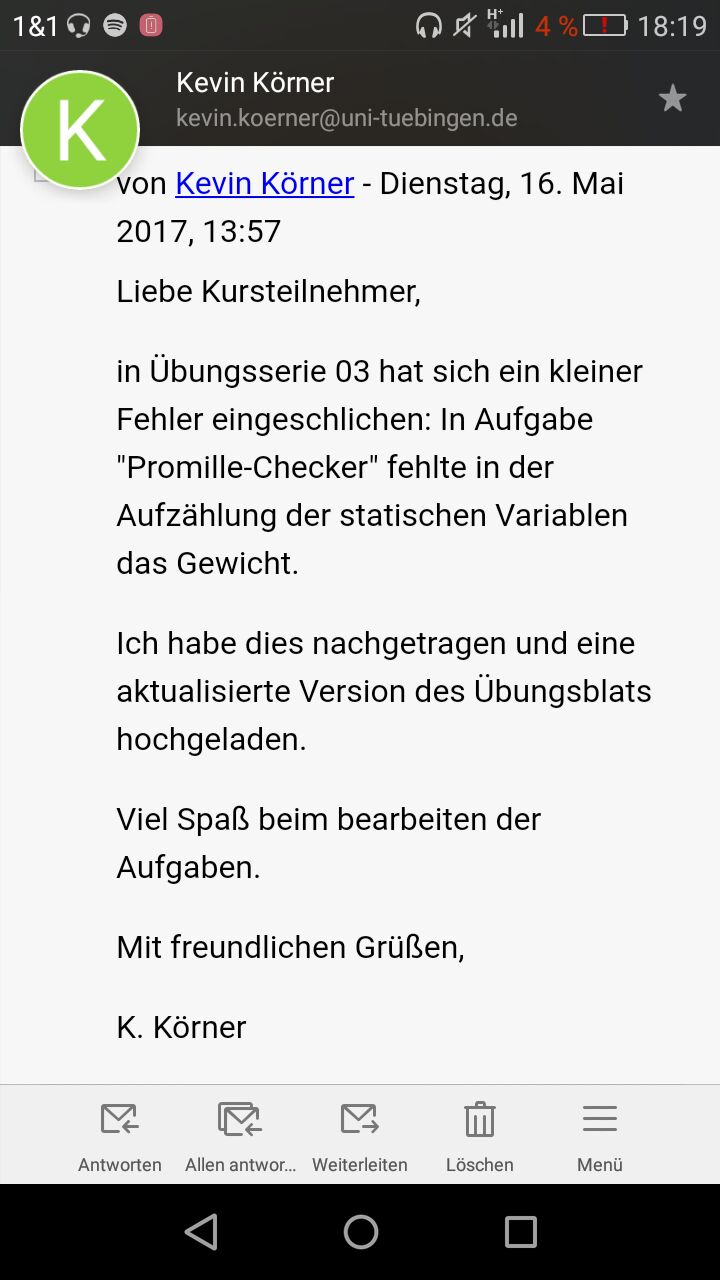 1&1 H+ 4 % 18:19
K
Kevin Körner
kevin.koerner@uni-tuebingen.de
von Kevin Körner - Dienstag, 16. Mai
2017, 13:57
Liebe Kursteilnehmer,
in Übungsserie 03 hat sich ein kleiner
Fehler eingeschlichen: In Aufgabe
"Promille-Checker" fehlte in der
Aufzählung der statischen Variablen
das Gewicht.
Ich habe dies nachgetragen und eine
aktualisierte Version des Übungsblats
hochgeladen.
Viel Spaß beim bearbeiten der
Aufgaben.
Mit freundlichen Grüßen,
K. Körner
Antworten Allen antwor... Weiterleiten Löschen Menü